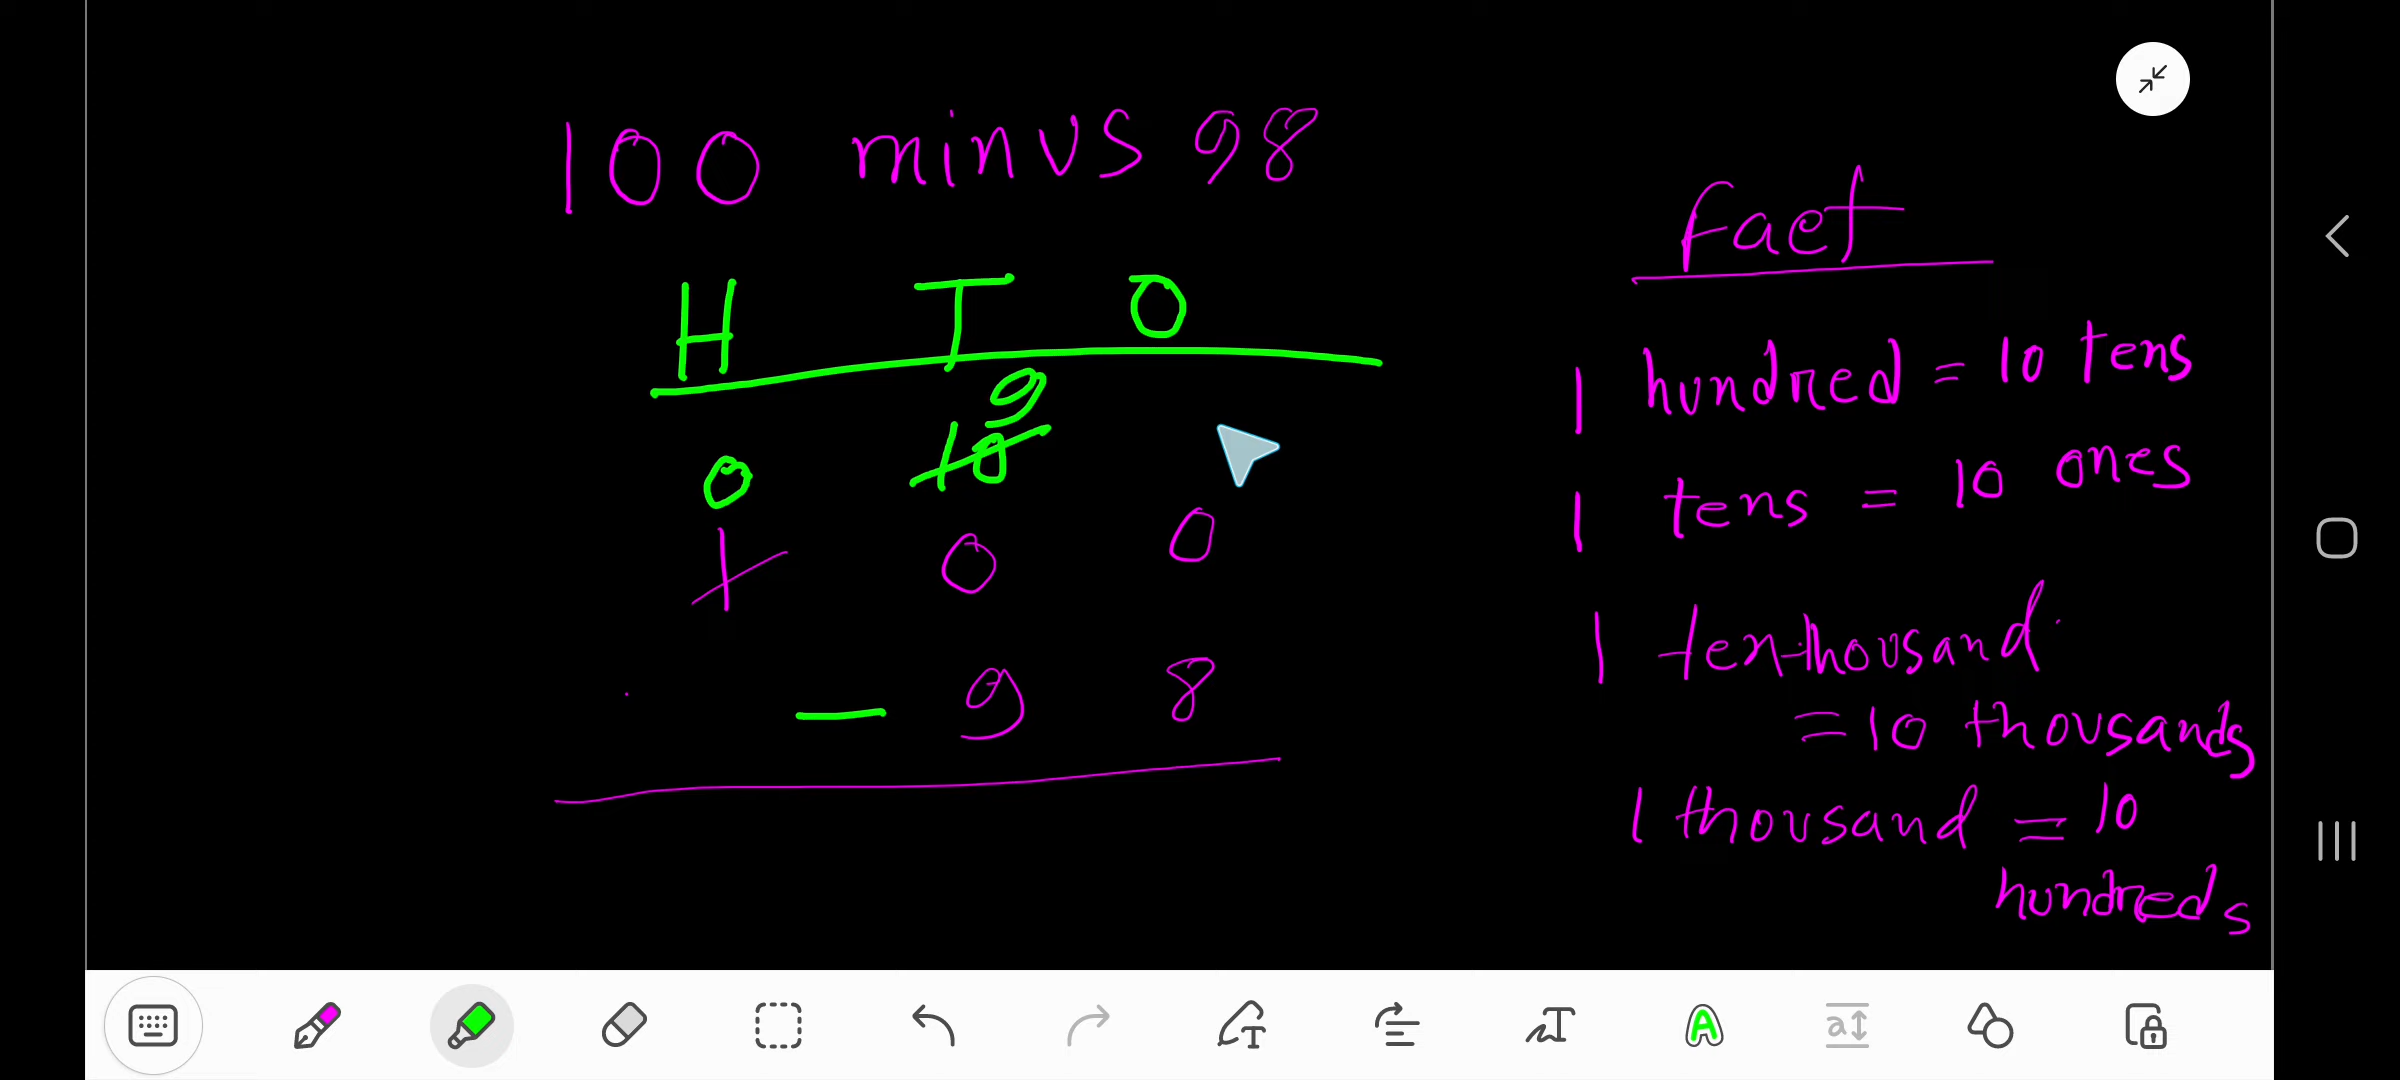 100 minus 98
H T O
9
0 10
1 0 0
- 9 8
fact
1 hundred = 10 tens
1 tens = 10 ones
1 ten-thousand
= 10 thousands
1 thousand = 10
hundreds